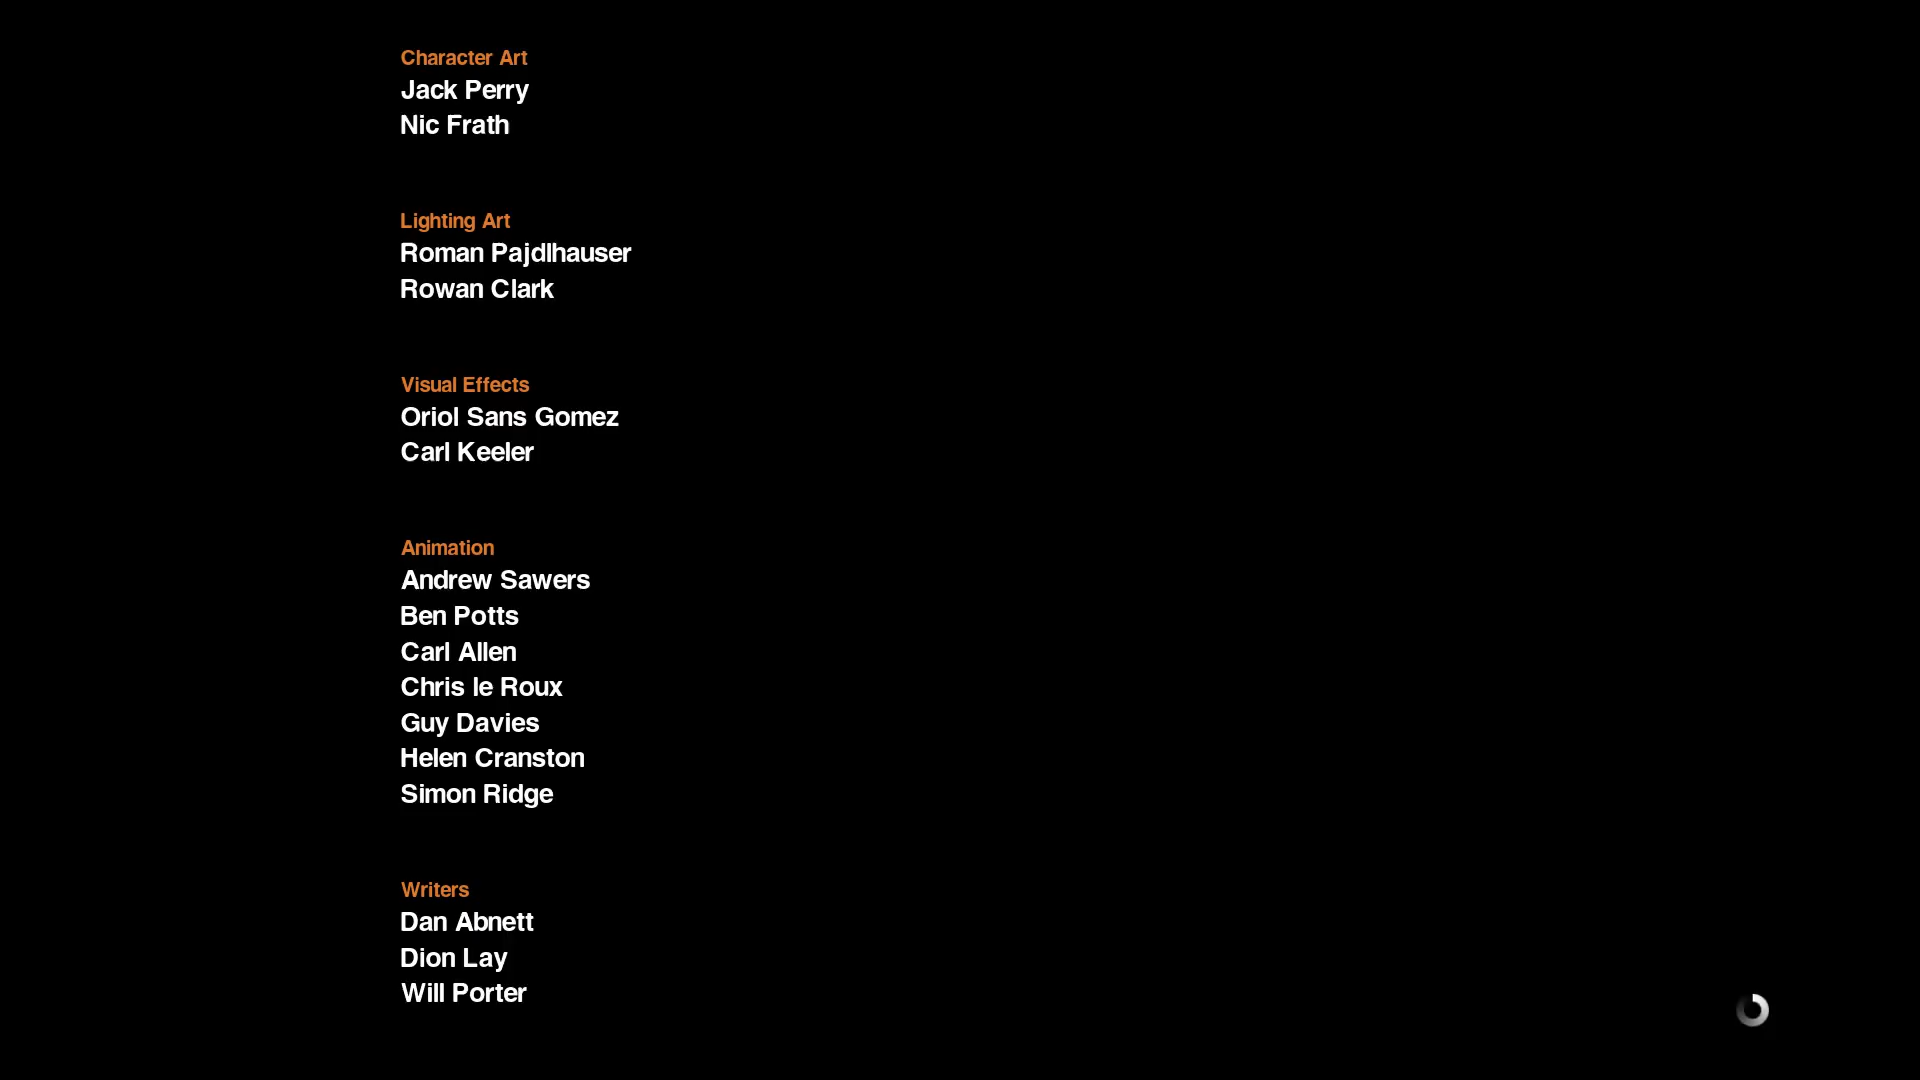 Character Art
Jack Perry
Nic Frath
Lighting Art
Roman Pajdlhauser
Rowan Clark
Visual Effects
Oriol Sans Gomez
Carl Keeler
Animation
Andrew Sawers
Ben Potts
Carl Allen
Chris le Roux
Guy Davies
Helen Cranston
Simon Ridge
Writers
Dan Abnett
Dion Lay
Will Porter